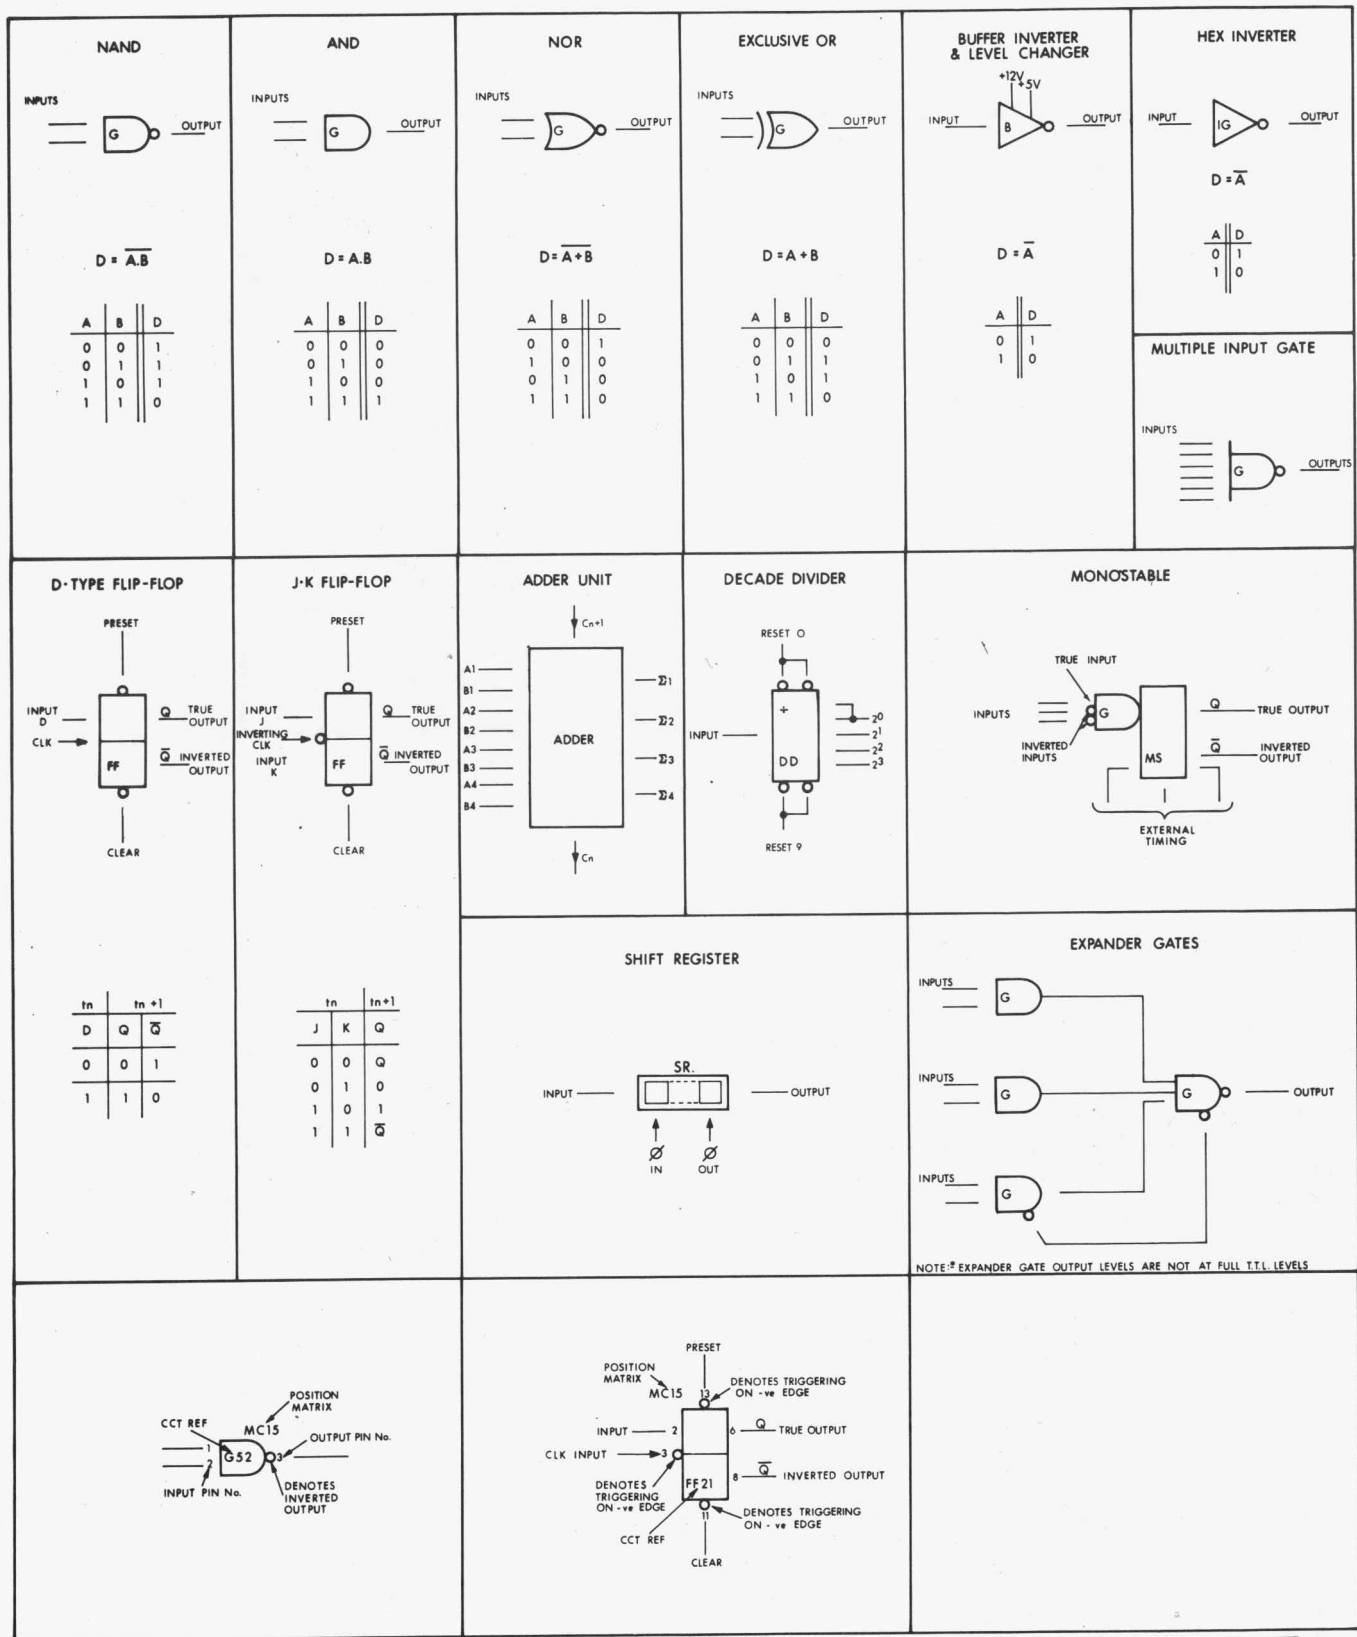 NAND
INPUTS
G
OUTPUT
D = A̅.̅B̅
A B D
0 0 1
0 1 1
1 0 1
1 1 0
AND
INPUTS
G
OUTPUT
D = A.B
A B D
0 0 0
0 1 0
1 0 0
1 1 1
NOR
INPUTS
G
OUTPUT
D = A̅+̅B̅
A B D
0 0 1
1 0 0
0 1 0
1 1 0
EXCLUSIVE OR
INPUTS
G
OUTPUT
D = A + B
A B D
0 0 0
0 1 1
1 0 1
1 1 0
BUFFER INVERTER
& LEVEL CHANGER
+12V
+5V
INPUT
B
OUTPUT
D = A̅
A D
0 1
1 0
HEX INVERTER
INPUT
IG
OUTPUT
D = A̅
A D
0 1
1 0
MULTIPLE INPUT GATE
INPUTS
G
OUTPUTS
D-TYPE FLIP-FLOP
PRESET
INPUT
D
CLK
FF
Q TRUE
OUTPUT
Q̅ INVERTED
OUTPUT
CLEAR
tn tn +1
D Q Q̅
0 0 1
1 1 0
J-K FLIP-FLOP
PRESET
INPUT
J
INVERTING
CLK
INPUT
K
FF
Q TRUE
OUTPUT
Q̅ INVERTED
OUTPUT
CLEAR
tn tn+1
J K Q
0 0 Q
0 1 0
1 0 1
1 1 Q̅
ADDER UNIT
Cn+1
A1
B1
A2
B2
A3
B3
A4
B4
ADDER
Σ1
Σ2
Σ3
Σ4
Cn
DECADE DIVIDER
RESET 0
INPUT
÷
DD
2⁰
2¹
2²
2³
RESET 9
MONOSTABLE
TRUE INPUT
INPUTS
G
INVERTED
INPUTS
MS
Q TRUE OUTPUT
Q̅ INVERTED
OUTPUT
EXTERNAL
TIMING
SHIFT REGISTER
SR.
INPUT
OUTPUT
Ø Ø
IN OUT
EXPANDER GATES
INPUTS
G
INPUTS
G
G
OUTPUT
INPUTS
G
NOTE: EXPANDER GATE OUTPUT LEVELS ARE NOT AT FULL T.T.L. LEVELS
POSITION
MATRIX
CCT REF
MC15
1
2
G52
3
OUTPUT PIN No.
INPUT PIN No.
DENOTES
INVERTED
OUTPUT
PRESET
POSITION
MATRIX
MC15
13
DENOTES TRIGGERING
ON -ve EDGE
INPUT 2
6 Q TRUE OUTPUT
CLK INPUT 3
8 Q̅ INVERTED OUTPUT
DENOTES
TRIGGERING
ON -ve EDGE
FF21
11
DENOTES TRIGGERING
ON - ve EDGE
CCT REF
CLEAR